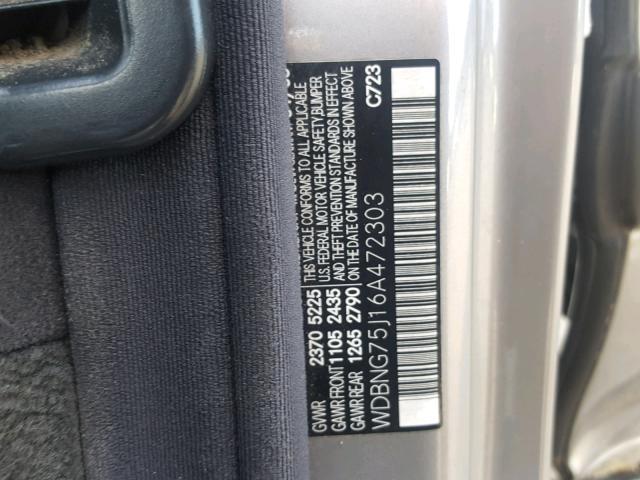 GVWR 2370 5225 THIS VEHICLE CONFORMS TO ALL APPLICABLE
GAWR FRONT 1105 2435 U.S. FEDERAL MOTOR VEHICLE SAFETY, BUMPER
AND THEFT PREVENTION STANDARDS IN EFFECT
GAWR REAR 1265 2790 ON THE DATE OF MANUFACTURE SHOWN ABOVE
WDBNG75J16A472303 C723